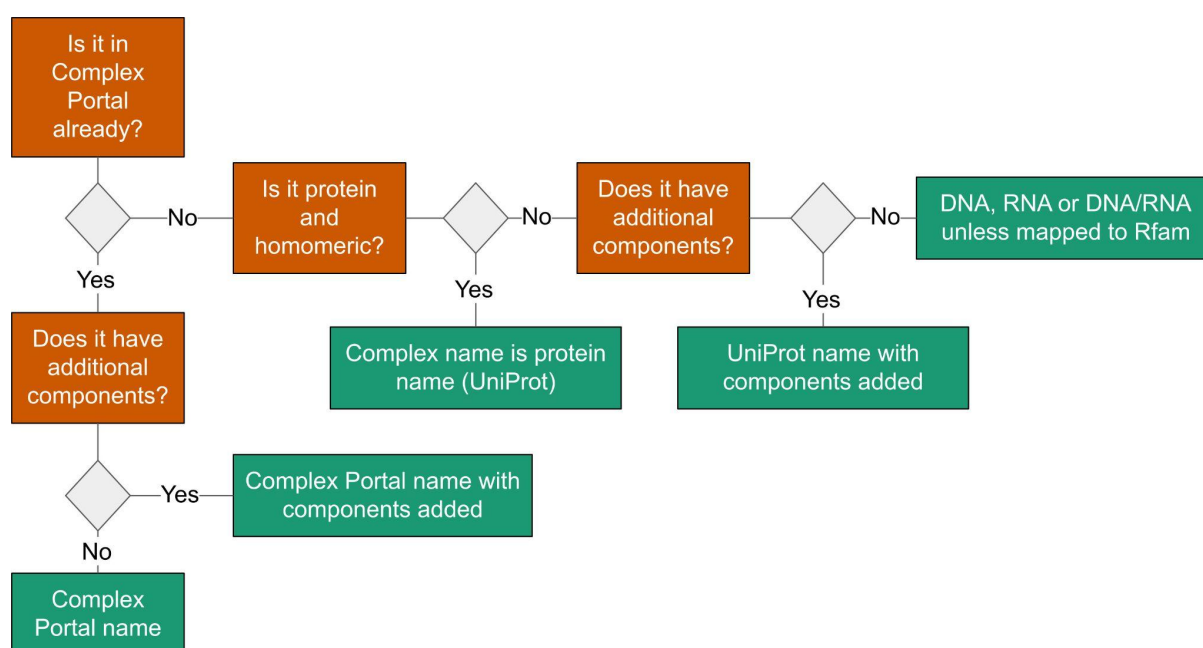 Is it in
Complex
Portal
already?
No
Is it protein
and
homomeric?
No
Does it have
additional
components?
No
DNA, RNA or DNA/RNA
unless mapped to Rfam
Yes
Yes
Yes
Does it have
additional
components?
Complex name is protein
name (UniProt)
UniProt name with
components added
Yes
Complex Portal name with
components added
No
Complex
Portal name